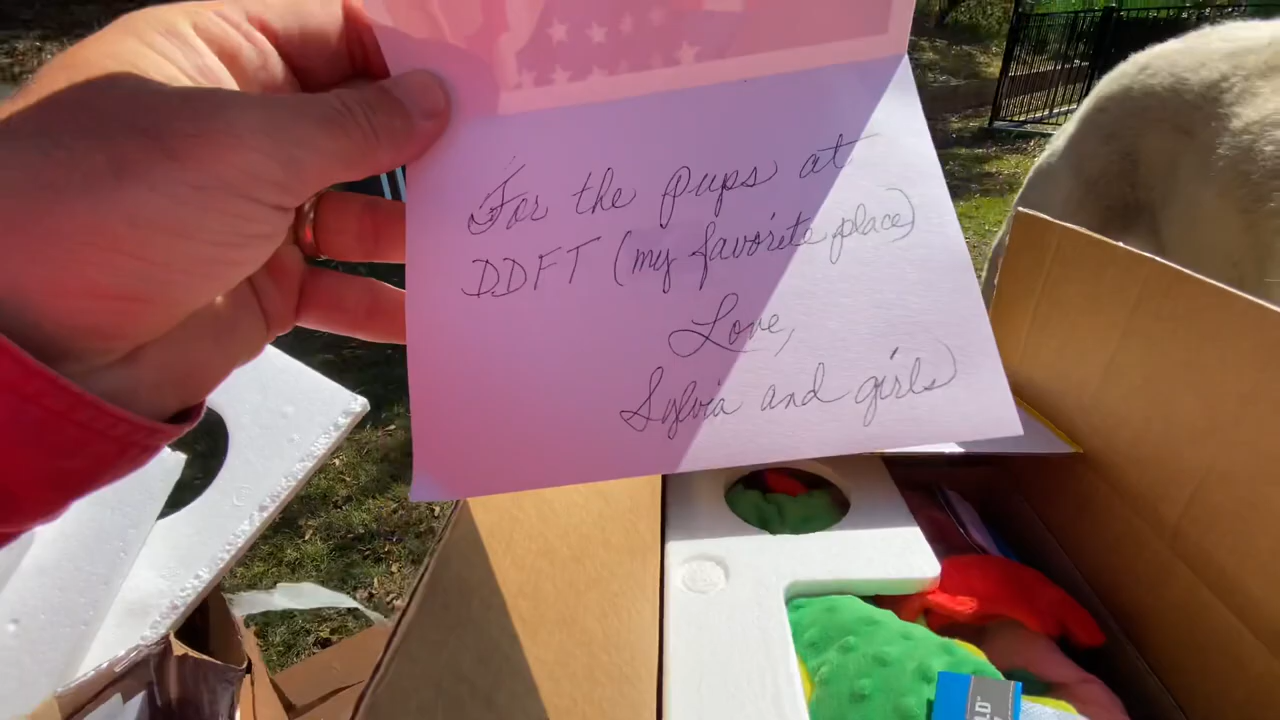 For the pups at
DDFT (my favorite place)
Love,
Sylvia and girls